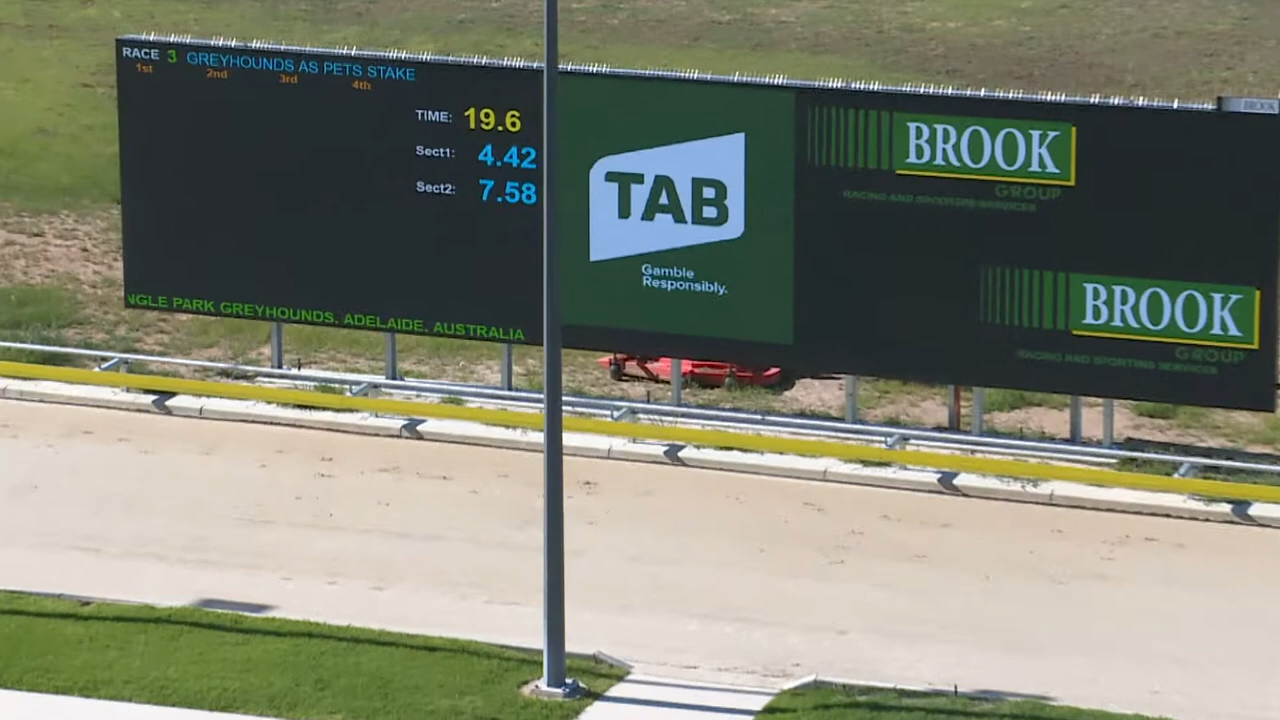 RACE 3 GREYHOUNDS AS PETS STAKE
1st 2nd 3rd 4th
TIME: 19.6
Sect1: 4.42
Sect2: 7.58
NGLE PARK GREYHOUNDS. ADELAIDE. AUSTRALIA
TAB
Gamble
Responsibly.
BROOK
GROUP
RACING AND SPORTING SERVICES
BROOK
GROUP
RACING AND SPORTING SERVICES
BROOK